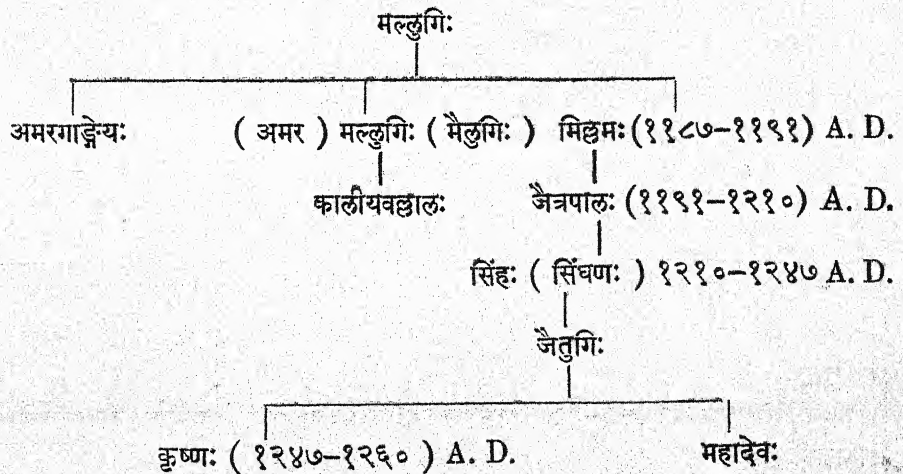 मल्लुगिः
अमरगाङ्गेयः ( अमर ) मल्लुगिः ( मैलुगिः ) मिल्लमः (११८७–११९१) A. D.
कालीयवल्लालः जैत्रपालः (११९१–१२१०) A. D.
सिंहः ( सिंघणः ) १२१०–१२४७ A. D.
जैतुगिः
कृष्णः ( १२४७–१२६० ) A. D. महादेवः